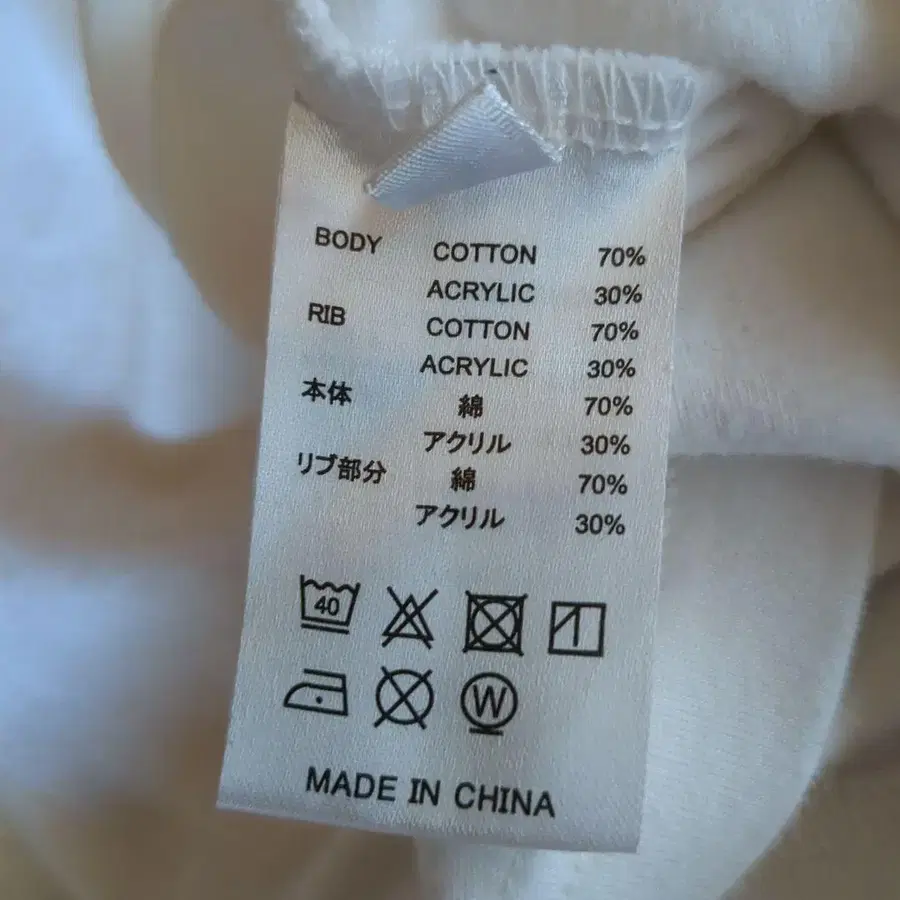 BODY COTTON 70%
ACRYLIC 30%
RIB COTTON 70%
ACRYLIC 30%
本体 綿 70%
アクリル 30%
リブ部分 綿 70%
アクリル 30%
40
W
MADE IN CHINA